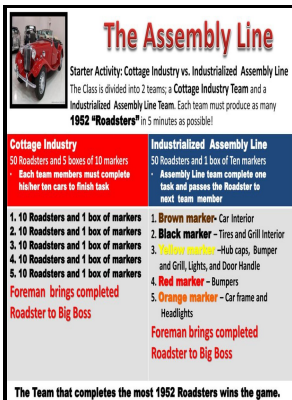 The Assembly Line
Starter Activity: Cottage Industry vs. Industrialized Assembly Line
The Class is divided into 2 teams; a Cottage Industry Team and a
Industrialized Assembly Line Team. Each team must produce as many
1952 "Roadsters" in 5 minutes as possible!
Cottage Industry
50 Roadsters and 5 boxes of 10 markers
· Each team members must complete
his/her ten cars to finish task
1. 10 Roadsters and 1 box of markers
2. 10 Roadsters and 1 box of markers
3. 10 Roadsters and 1 box of markers
4. 10 Roadsters and 1 box of markers
5. 10 Roadsters and 1 box of markers
Foreman brings completed
Roadster to Big Boss
Industrialized Assembly Line
50 Roadsters and 1 box of Ten markers
· Assembly Line team complete one
task and passes the Roadster to
next team member
1. Brown marker- Car Interior
2. Black marker – Tires and Grill Interior
3. Yellow marker –Hub caps, Bumper
and Grill, Lights, and Door Handle
4. Red marker – Bumpers
5. Orange marker – Car frame and
Headlights
Foreman brings completed
Roadster to Big Boss
The Team that completes the most 1952 Roadsters wins the game.